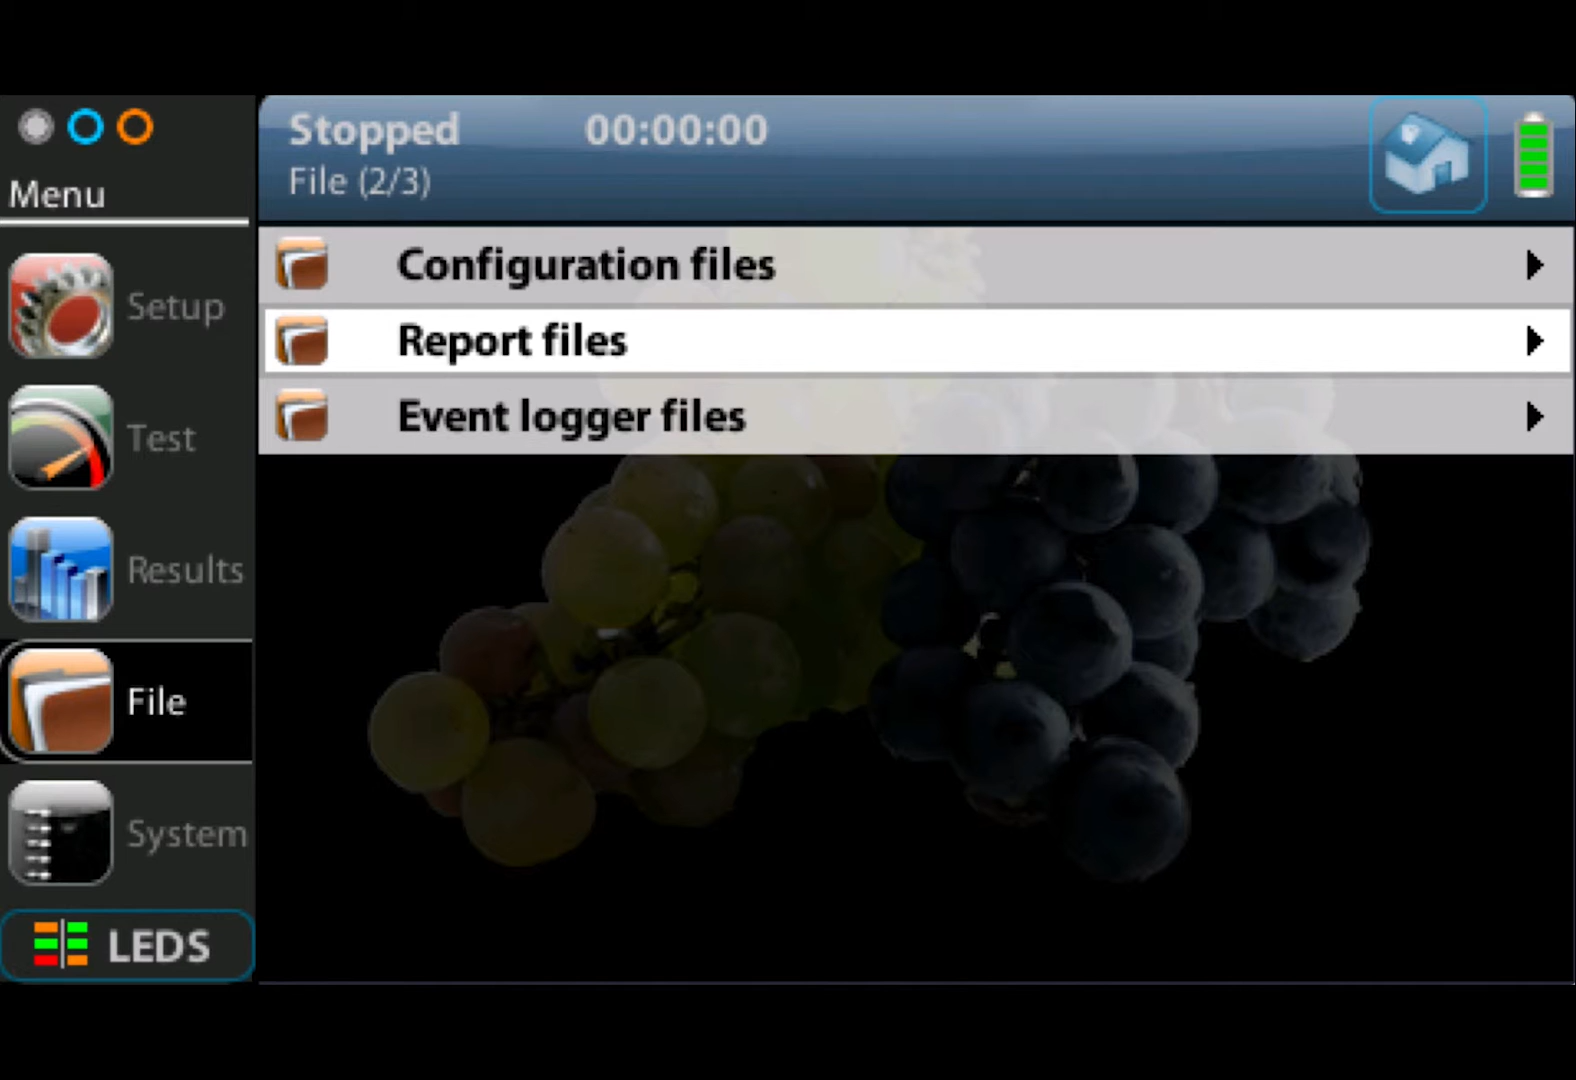 Menu
Setup
Test
Results
File
System
LEDS
Stopped 00:00:00
File (2/3)
Configuration files
Report files
Event logger files